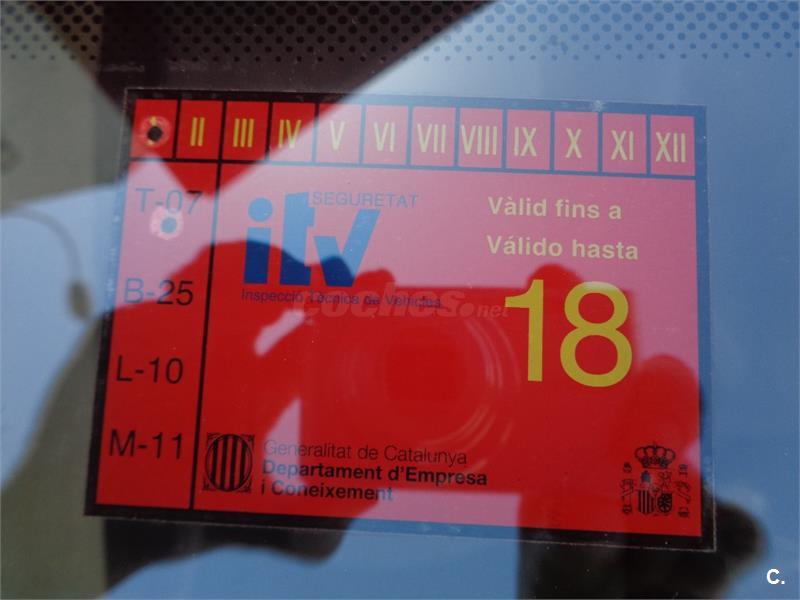 I II III IV V VI VII VIII IX X XI XII
T-07
SEGURETAT
itv
Inspecció Tècnica de Vehicles
Vàlid fins a
Válido hasta
18
B-25
coches.net
L-10
M-11
Generalitat de Catalunya
Departament d'Empresa
i Coneixement
C.